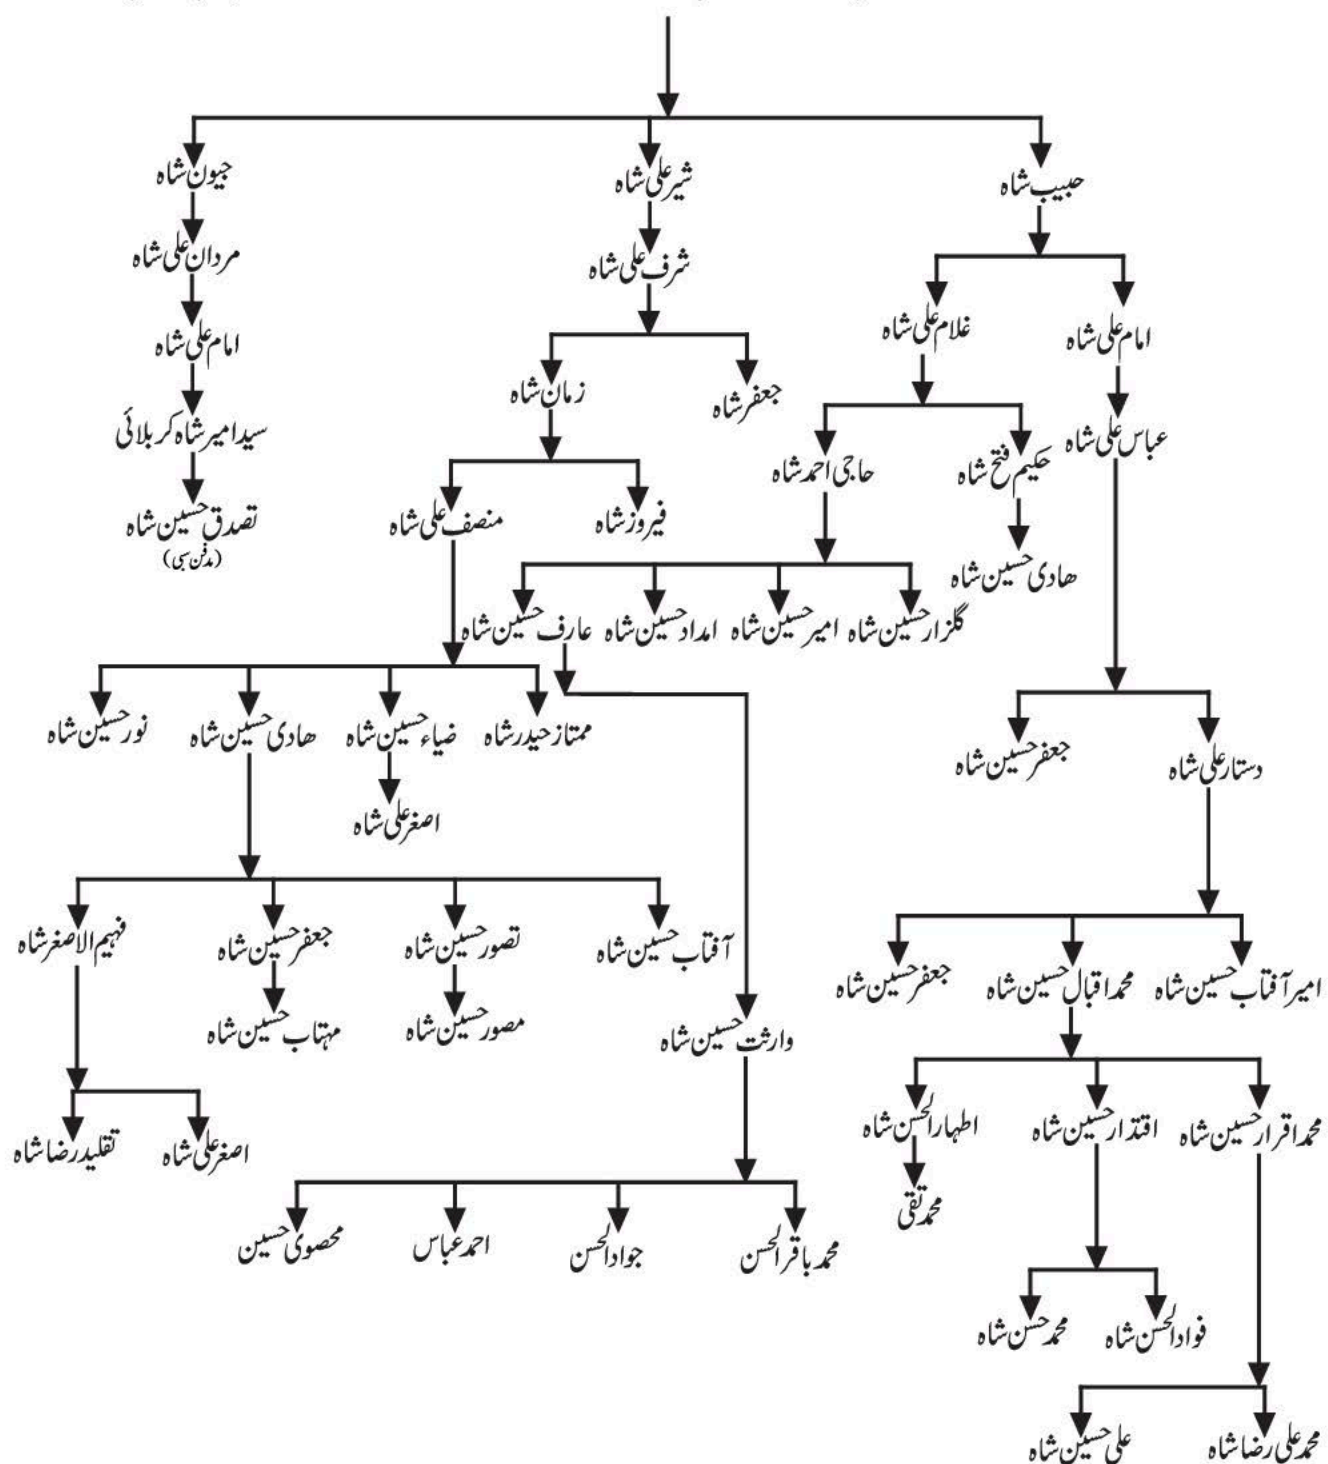 حبیب شاہ
شیر علی شاہ
جیون شاہ
شرف علی شاہ
مردان علی شاہ
امام علی شاہ
غلام علی شاہ
امام علی شاہ
جعفر شاہ
زمان شاہ
عباس علی شاہ
حکیم فتح شاہ
حاجی احمد شاہ
سید امیر شاہ کربلائی
فیروز شاہ
منصف علی شاہ
تصدق حسین شاہ
(مدفن سبی)
ھادی حسین شاہ
گلزار حسین شاہ
امیر حسین شاہ
امداد حسین شاہ
عارف حسین شاہ
دستار علی شاہ
جعفر حسین شاہ
ممتاز حیدر شاہ
ضیاء حسین شاہ
ھادی حسین شاہ
نور حسین شاہ
اصغر علی شاہ
امیر آفتاب حسین شاہ
محمد اقبال حسین شاہ
جعفر حسین شاہ
آفتاب حسین شاہ
تصور حسین شاہ
جعفر حسین شاہ
فہیم الاصغر شاہ
وارثت حسین شاہ
مصور حسین شاہ
مہتاب حسین شاہ
محمد اقرار حسین شاہ
اقتذار حسین شاہ
اطہار الحسن شاہ
اصغر علی شاہ
تقلید رضا شاہ
محمد تقی
محمد باقر الحسن
جواد الحسن
احمد عباس
محصوی حسین
فواد الحسن شاہ
محمد حسن شاہ
محمد علی رضا شاہ
علی حسین شاہ